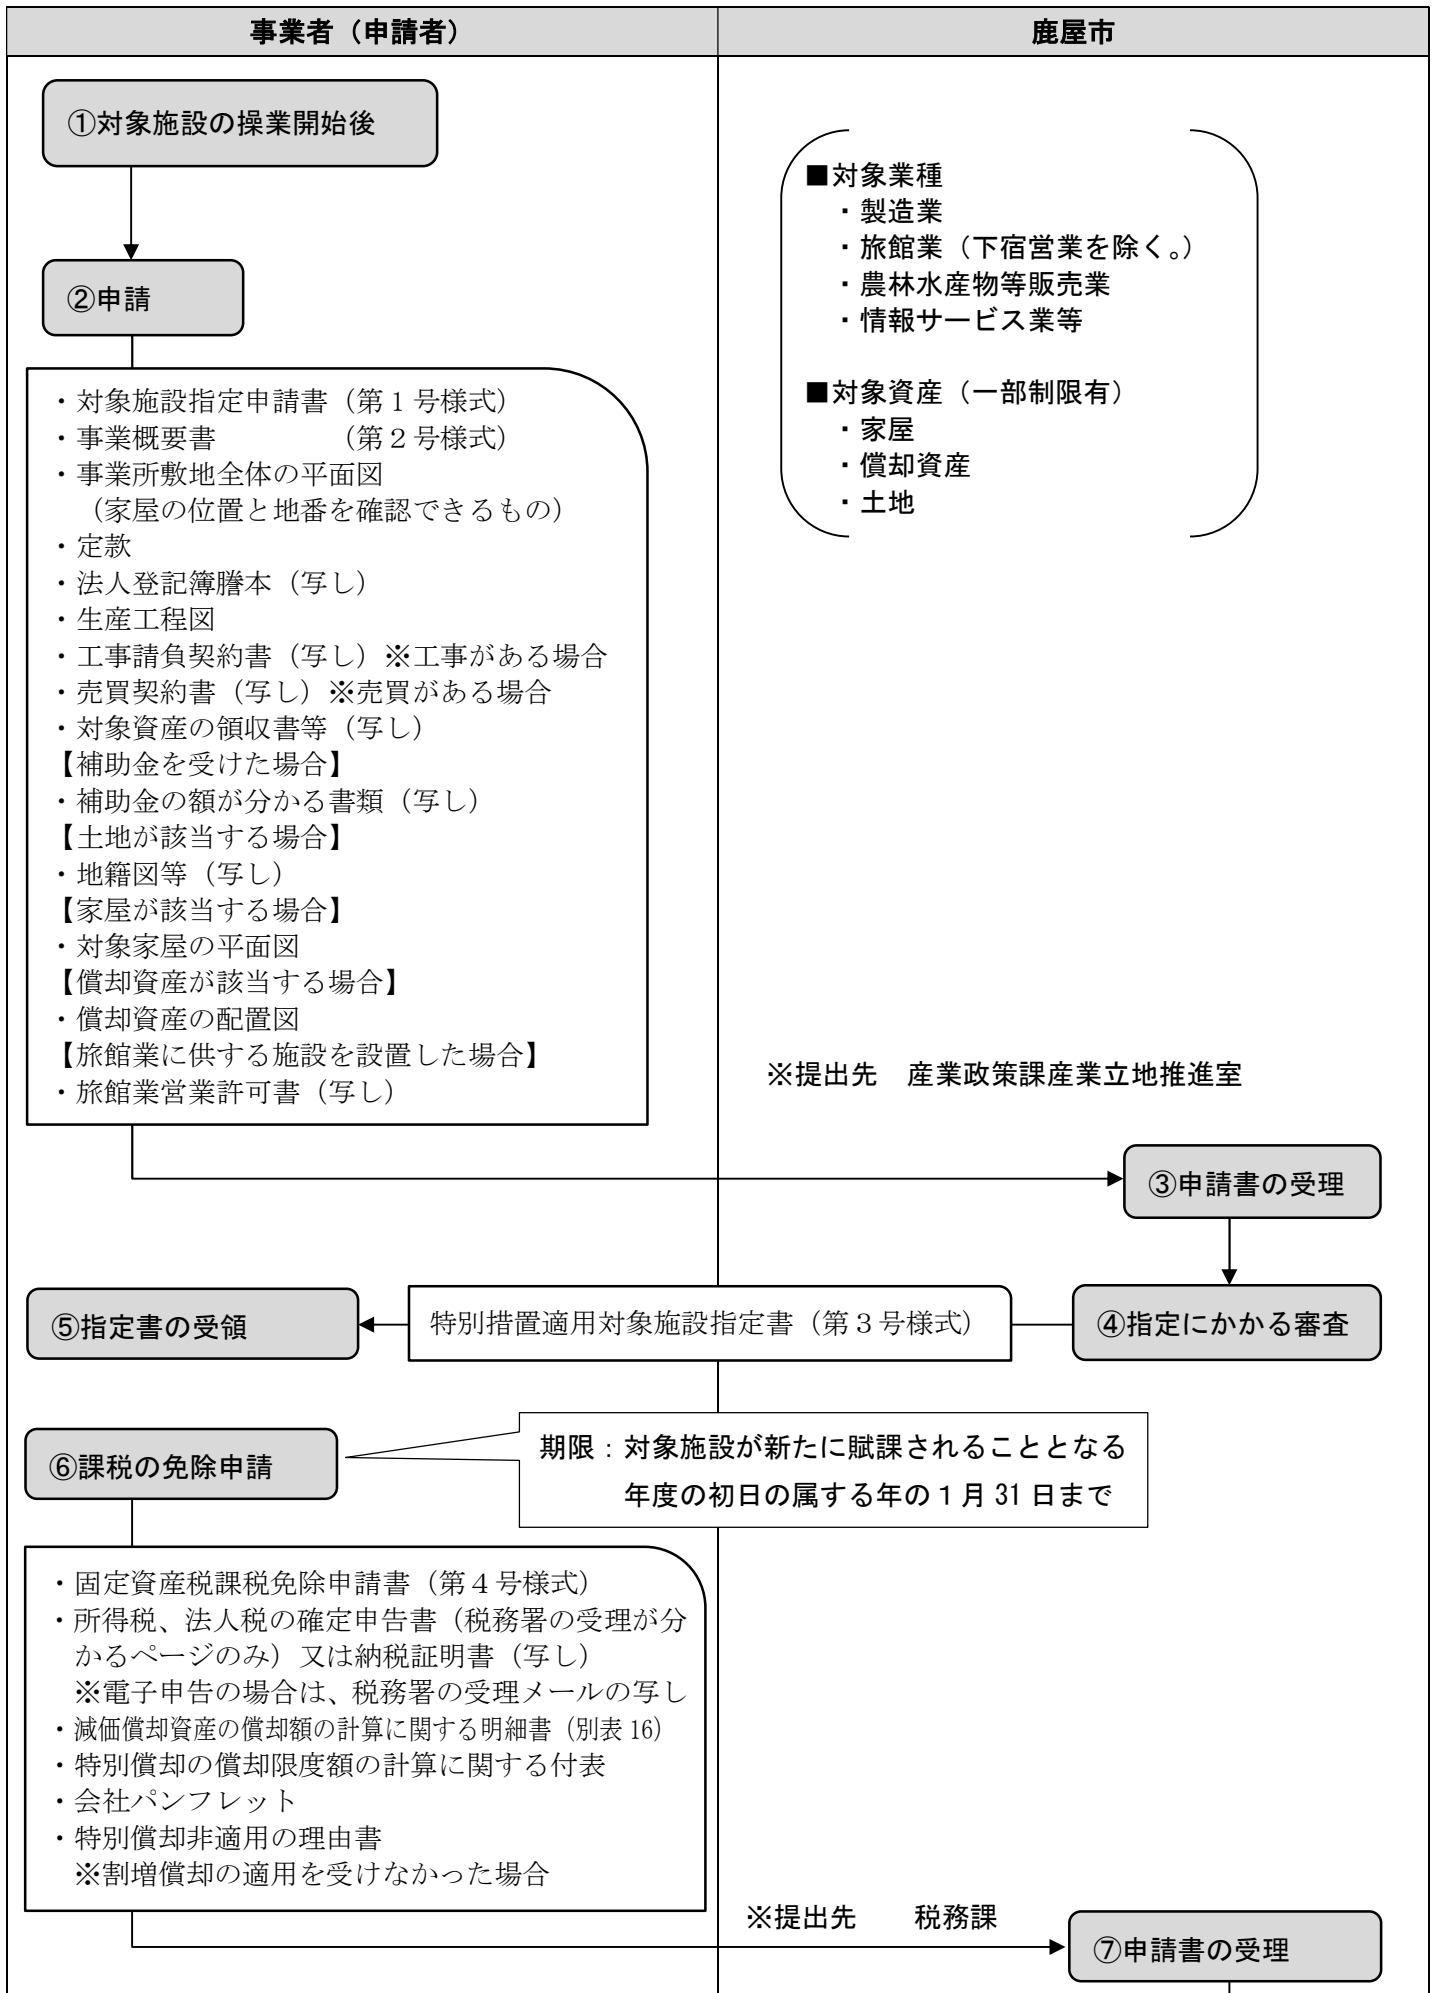 事業者（申請者）
鹿屋市
①対象施設の操業開始後
■対象業種
・製造業
・旅館業（下宿営業を除く。）
・農林水産物等販売業
・情報サービス業等
■対象資産（一部制限有）
・家屋
・償却資産
・土地
②申請
・対象施設指定申請書（第１号様式）
・事業概要書　　　　　（第２号様式）
・事業所敷地全体の平面図
（家屋の位置と地番を確認できるもの）
・定款
・法人登記簿謄本（写し）
・生産工程図
・工事請負契約書（写し）※工事がある場合
・売買契約書（写し）※売買がある場合
・対象資産の領収書等（写し）
【補助金を受けた場合】
・補助金の額が分かる書類（写し）
【土地が該当する場合】
・地籍図等（写し）
【家屋が該当する場合】
・対象家屋の平面図
【償却資産が該当する場合】
・償却資産の配置図
【旅館業に供する施設を設置した場合】
・旅館業営業許可書（写し）
※提出先　産業政策課産業立地推進室
③申請書の受理
④指定にかかる審査
特別措置適用対象施設指定書（第３号様式）
⑤指定書の受領
⑥課税の免除申請
期限：対象施設が新たに賦課されることとなる
年度の初日の属する年の１月 31 日まで
・固定資産税課税免除申請書（第４号様式）
・所得税、法人税の確定申告書（税務署の受理が分
かるページのみ）又は納税証明書（写し）
※電子申告の場合は、税務署の受理メールの写し
・減価償却資産の償却額の計算に関する明細書（別表 16）
・特別償却の償却限度額の計算に関する付表
・会社パンフレット
・特別償却非適用の理由書
※割増償却の適用を受けなかった場合
※提出先　　税務課
⑦申請書の受理